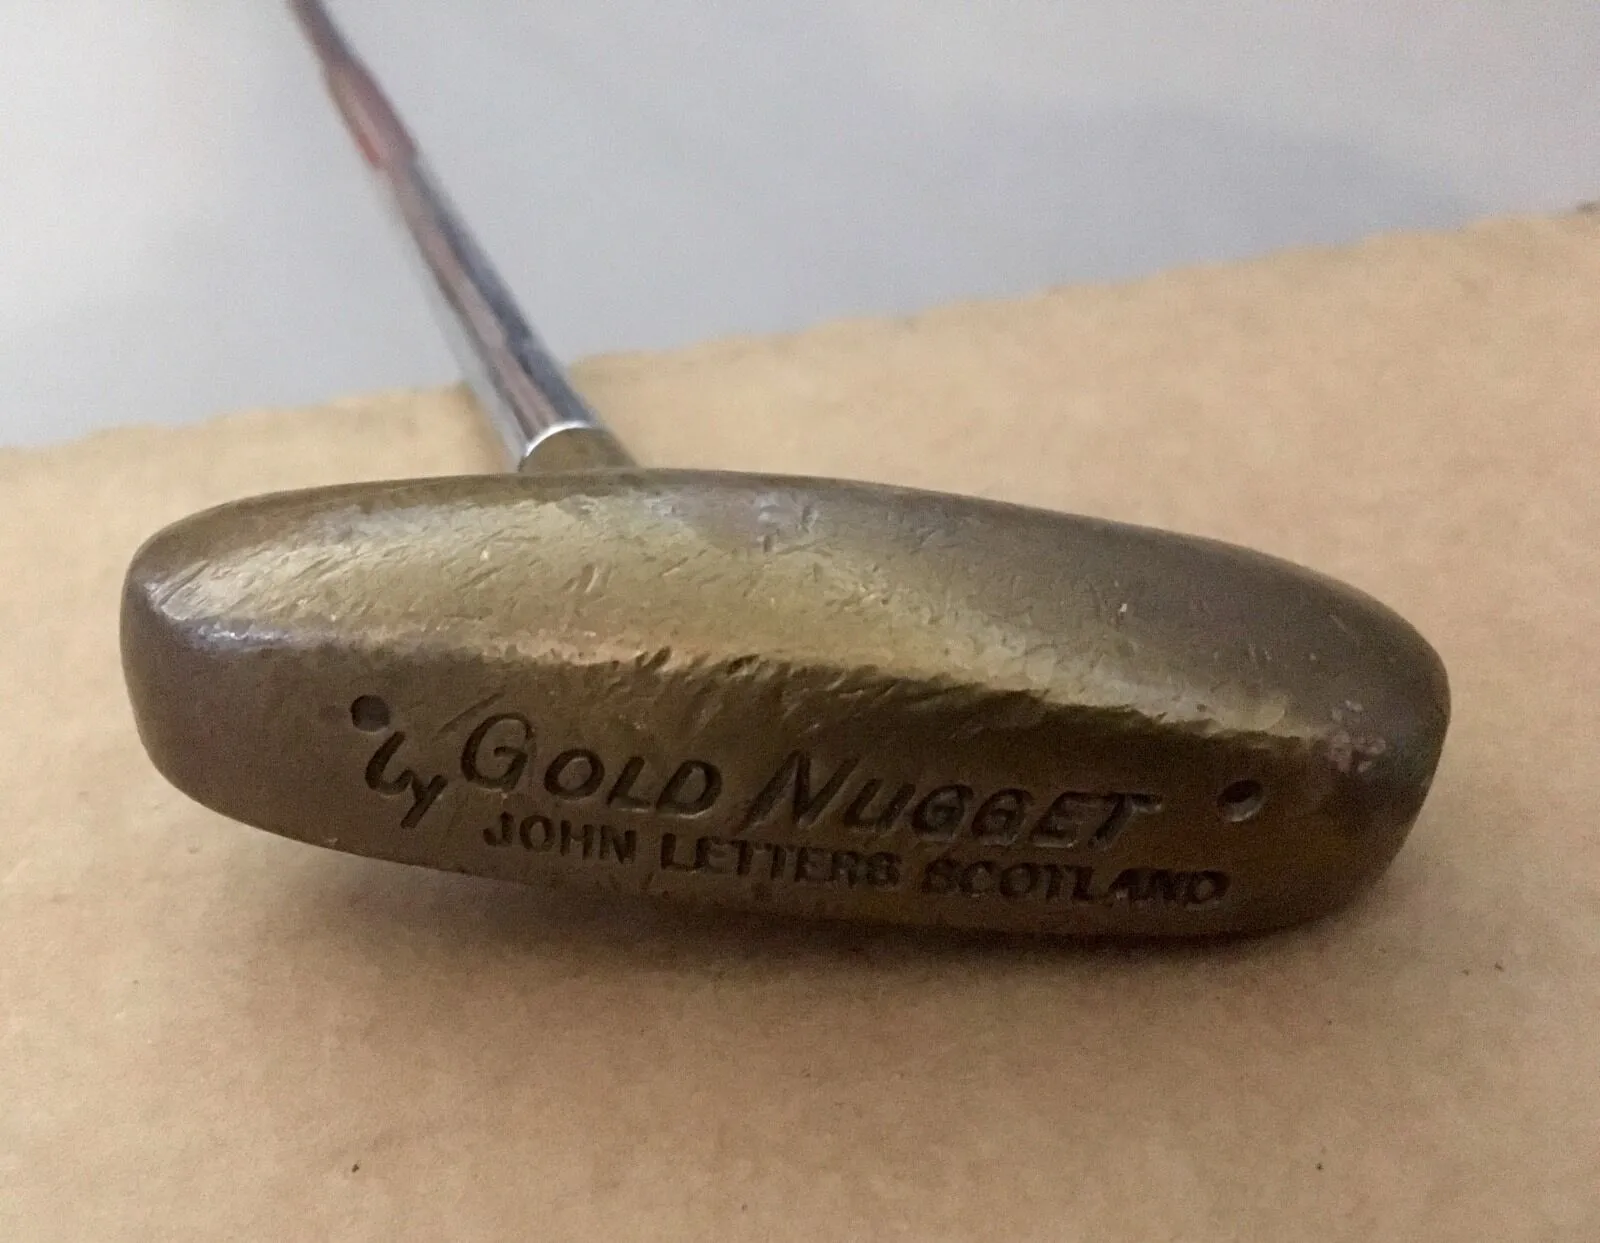 GOLD NUGGET
JOHN LETTERS SCOTLAND